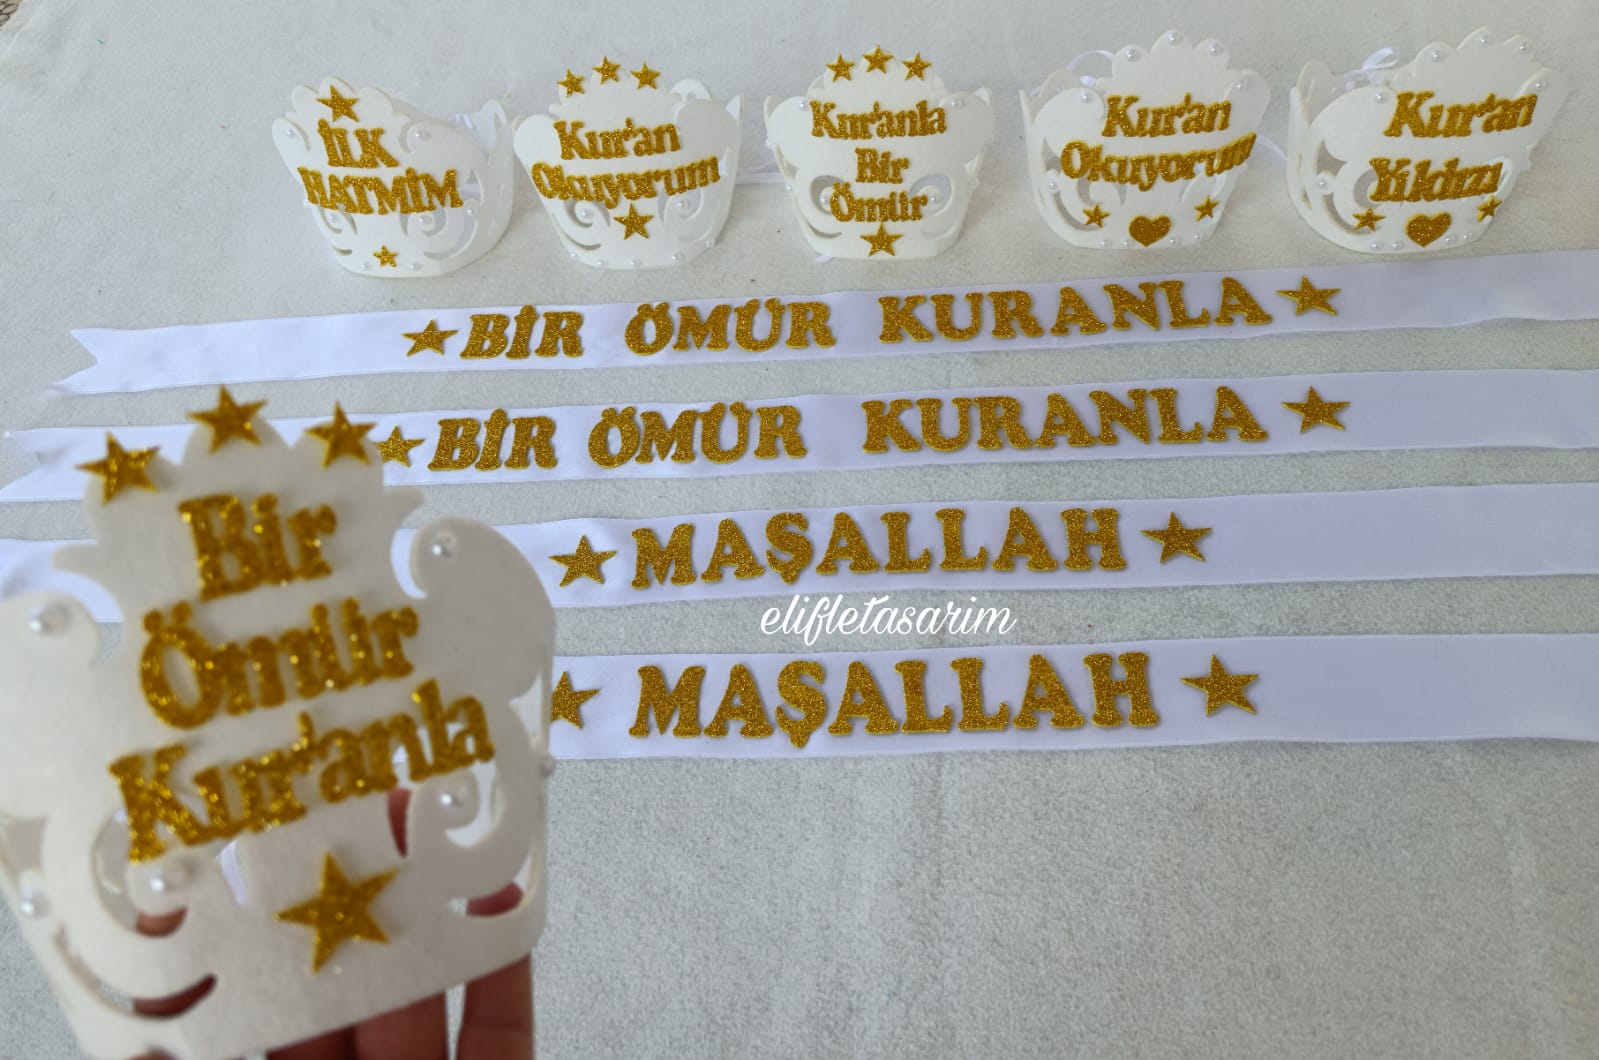 İLK
HATMİM
Kur'an
Okuyorum
Kur'anla
Bir
Ömür
Kur'an
Okuyorum
Kur'an
Yıldızı
BİR ÖMÜR KURANLA
BİR ÖMÜR KURANLA
MAŞALLAH
elifletasarim
MAŞALLAH
Bir
Ömür
Kur'anla